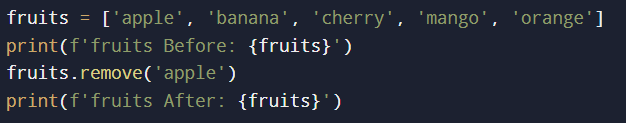 fruits = ['apple', 'banana', 'cherry', 'mango', 'orange']
print(f'fruits Before: {fruits}')
fruits.remove('apple')
print(f'fruits After: {fruits}')